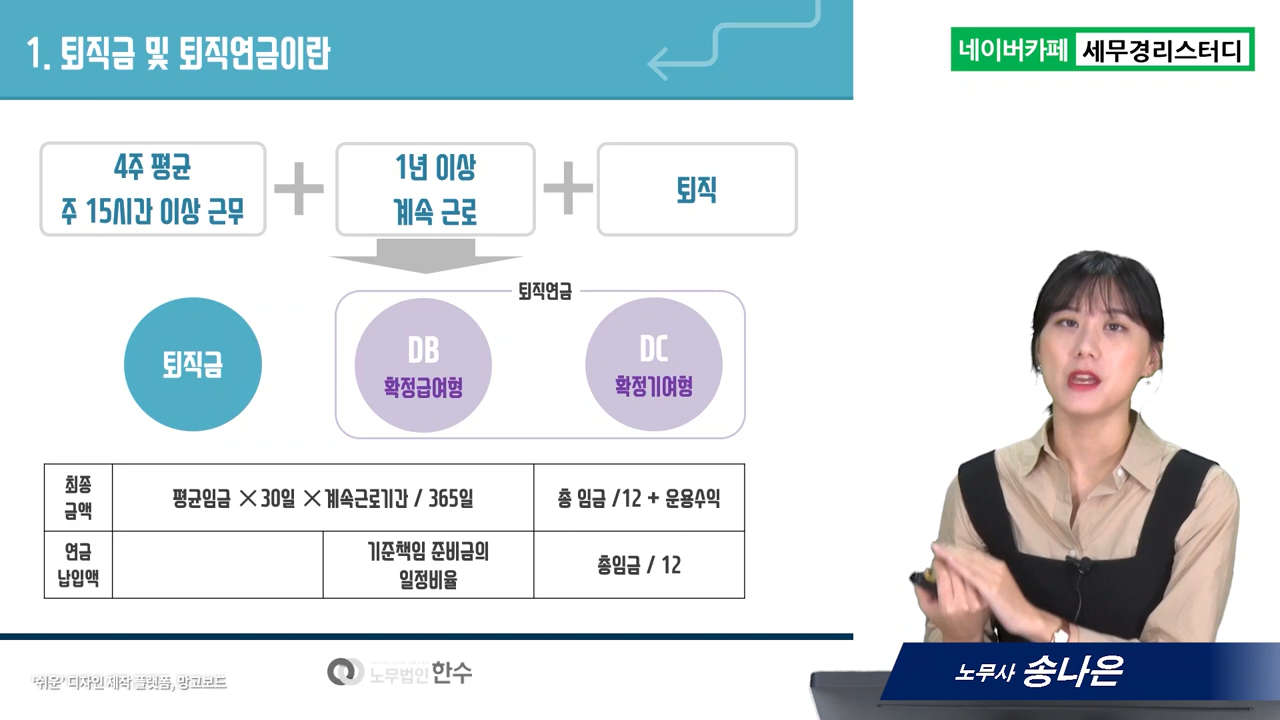 1. 퇴직금 및 퇴직연금이란
네이버카페 세무경리스터디
4주 평균
주 15시간 이상 근무
1년 이상
계속 근로
퇴직
퇴직연금
퇴직금
DB
확정급여형
DC
확정기여형
최종
금액
평균임금 ×30일 ×계속근로기간 / 365일
총 임금 /12 + 운용수익
연금
납입액
기준책임 준비금의
일정비율
총임금 / 12
'쉬운' 디자인 제작 플랫폼, 망고보드
노무법인 한수
노무사 송나은